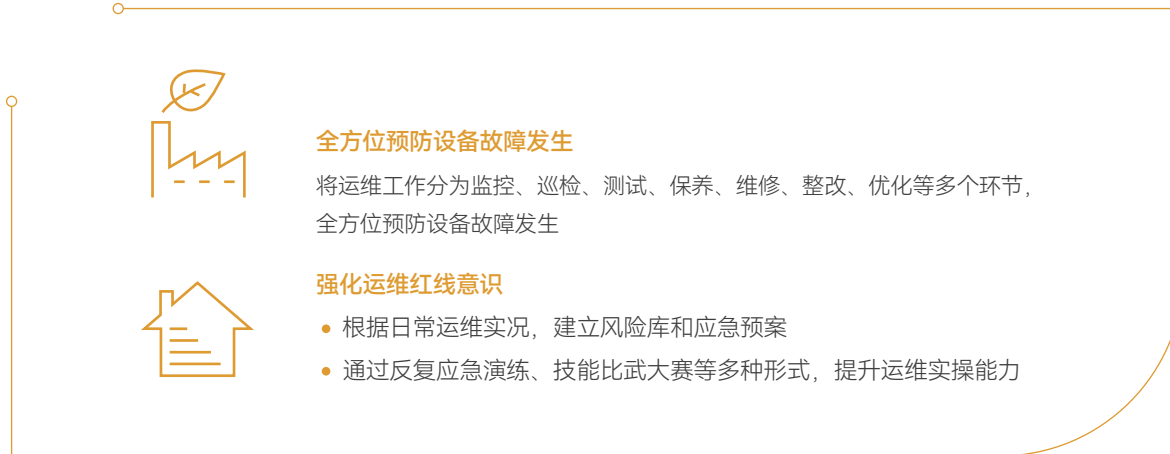 全方位预防设备故障发生
将运维工作分为监控、巡检、测试、保养、维修、整改、优化等多个环节，
全方位预防设备故障发生
强化运维红线意识
● 根据日常运维实况，建立风险库和应急预案
● 通过反复应急演练、技能比武大赛等多种形式，提升运维实操能力